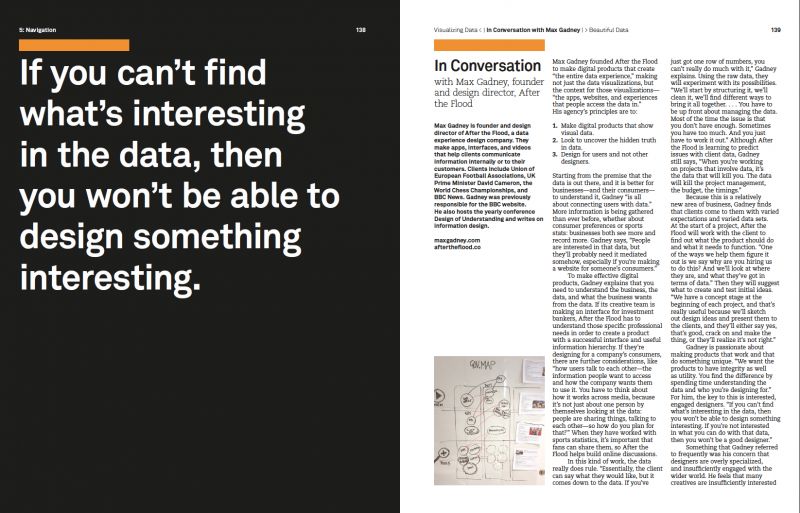 5: Navigation
138
If you can't find
what's interesting
in the data, then
you won't be able to
design something
interesting.
Visualizing Data < | In Conversation with Max Gadney | > Beautiful Data
139
In Conversation
with Max Gadney, founder
and design director, After
the Flood
Max Gadney is founder and design
director of After the Flood, a data
experience design company. They
make apps, interfaces, and videos
that help clients communicate
information internally or to their
customers. Clients include Union of
European Football Associations, UK
Prime Minister David Cameron, the
World Chess Championships, and
BBC News. Gadney was previously
responsible for the BBC website.
He also hosts the yearly conference
Design of Understanding and writes on
information design.
maxgadney.com
aftertheflood.co
GOALMAP
Max Gadney founded After the Flood
to make digital products that create
"the entire data experience," making
not just the data visualizations, but
the context for those visualizations—
"the apps, websites, and experiences
that people access the data in."
His agency's principles are to:
1. Make digital products that show
visual data.
2. Look to uncover the hidden truth
in data.
3. Design for users and not other
designers.
Starting from the premise that the
data is out there, and it is better for
businesses—and their consumers—
to understand it, Gadney "is all
about connecting users with data."
More information is being gathered
than ever before, whether about
consumer preferences or sports
stats: businesses both see more and
record more. Gadney says, "People
are interested in that data, but
they'll probably need it mediated
somehow, especially if you're making
a website for someone's consumers."
To make effective digital
products, Gadney explains that you
need to understand the business, the
data, and what the business wants
from the data. If its creative team is
making an interface for investment
bankers, After the Flood has to
understand those specific professional
needs in order to create a product
with a successful interface and useful
information hierarchy. If they're
designing for a company's consumers,
there are further considerations, like
"how users talk to each other—the
information people want to access
and how the company wants them
to use it. You have to think about
how it works across media, because
it's not just about one person by
themselves looking at the data:
people are sharing things, talking to
each other—so how do you plan for
that?" When they have worked with
sports statistics, it's important that
fans can share them, so After the
Flood helps build online discussions.
In this kind of work, the data
really does rule. "Essentially, the client
can say what they would like, but it
comes down to the data. If you've
just got one row of numbers, you
can't really do much with it," Gadney
explains. Using the raw data, they
will experiment with its possibilities.
"We'll start by structuring it, we'll
clean it, we'll find different ways to
bring it all together. . . . You have to
be up front about managing the data.
Most of the time the issue is that
you don't have enough. Sometimes
you have too much. And you just
have to work it out." Although After
the Flood is learning to predict
issues with client data, Gadney
still says, "When you're working
on projects that involve data, it's
the data that will kill you. The data
will kill the project management,
the budget, the timings."
Because this is a relatively
new area of business, Gadney finds
that clients come to them with varied
expectations and varied data sets.
At the start of a project, After the
Flood will work with the client to
find out what the product should do
and what it needs to function. "One
of the ways we help them figure it
out is we say why are you hiring us
to do this? And we'll look at where
they are, and what they've got in
terms of data." Then they will suggest
what to create and test initial ideas.
"We have a concept stage at the
beginning of each project, and that's
really useful because we'll sketch
out design ideas and present them to
the clients, and they'll either say yes,
that's good, crack on and make the
thing, or they'll realize it's not right."
Gadney is passionate about
making products that work and that
do something unique. "We want the
products to have integrity as well
as utility. You find the difference by
spending time understanding the
data and who you're designing for."
For him, the key to this is interested,
engaged designers. "If you can't find
what's interesting in the data, then
you won't be able to design something
interesting. If you're not interested
in what you can do with that data,
then you won't be a good designer."
Something that Gadney referred
to frequently was his concern that
designers are overly specialized,
and insufficiently engaged with the
wider world. He feels that many
creatives are insufficiently interested